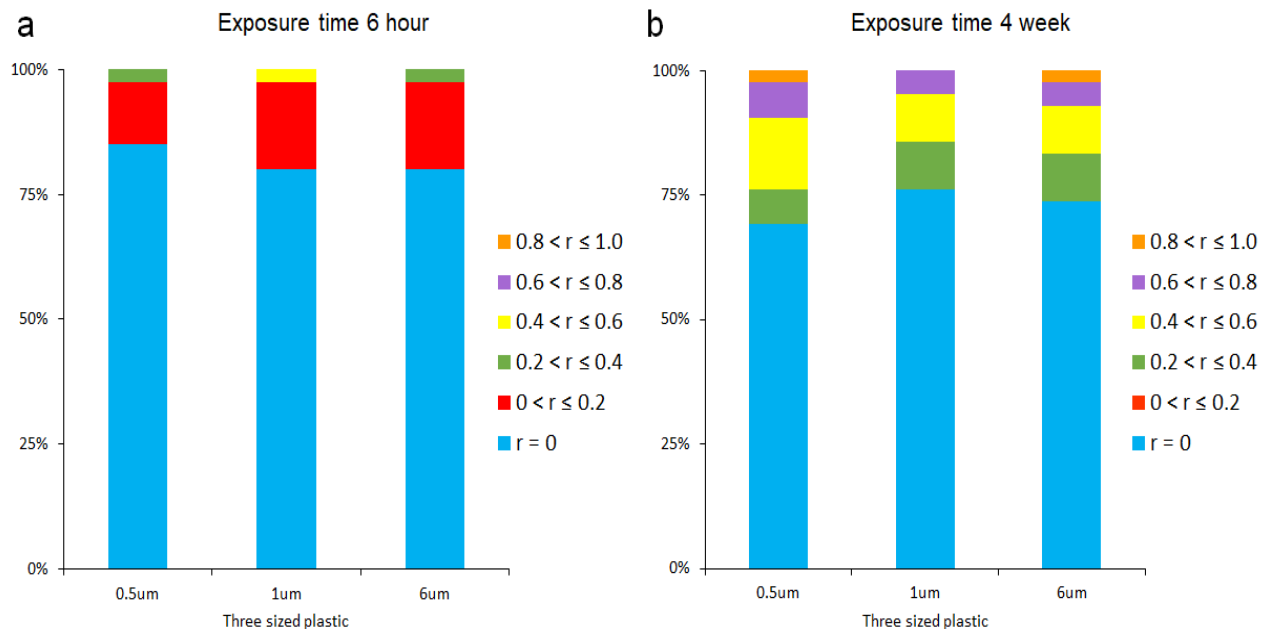 a
Exposure time 6 hour
100%
75%
50%
25%
0%
0.5um
1um
6um
Three sized plastic
0.8 < r ≤ 1.0
0.6 < r ≤ 0.8
0.4 < r ≤ 0.6
0.2 < r ≤ 0.4
0 < r ≤ 0.2
r = 0
b
Exposure time 4 week
100%
75%
50%
25%
0%
0.5um
1um
6um
Three sized plastic
0.8 < r ≤ 1.0
0.6 < r ≤ 0.8
0.4 < r ≤ 0.6
0.2 < r ≤ 0.4
0 < r ≤ 0.2
r = 0